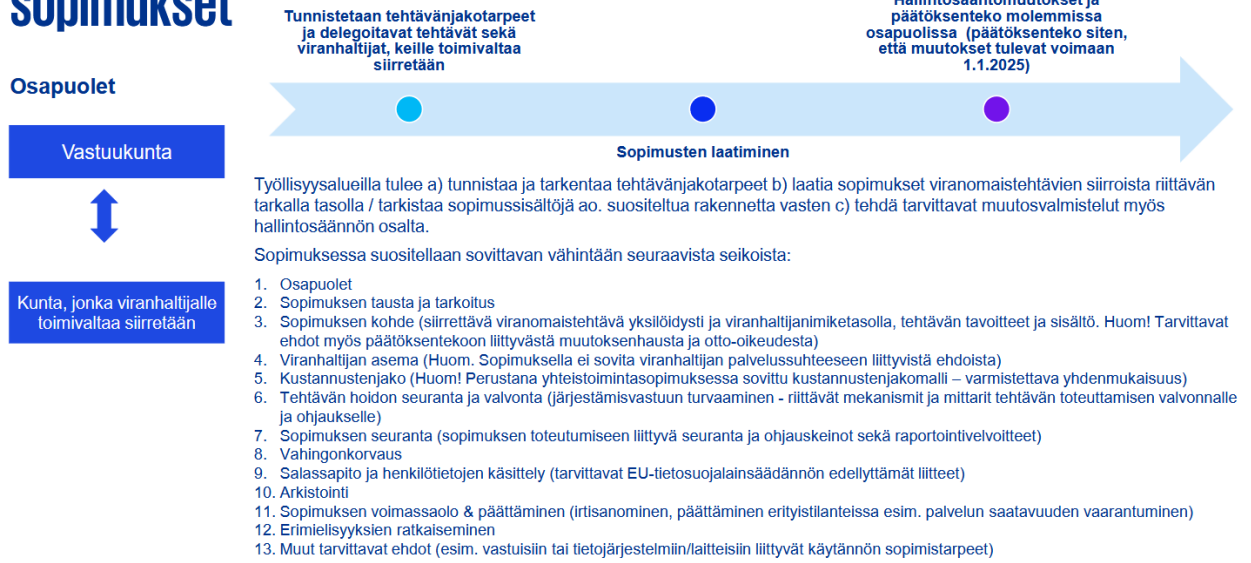 sopimukset
Tunnistetaan tehtävänjakotarpeet
ja delegoitavat tehtävät sekä
viranhaltijat, keille toimivaltaa
siirretään
Hallintosääntömuutokset ja
päätöksenteko molemmissa
osapuolissa (päätöksenteko siten,
että muutokset tulevat voimaan
1.1.2025)
Osapuolet
Vastuukunta
Kunta, jonka viranhaltijalle
toimivaltaa siirretään
Sopimusten laatiminen
Työllisyysalueilla tulee a) tunnistaa ja tarkentaa tehtävänjakotarpeet b) laatia sopimukset viranomaistehtävien siirroista riittävän
tarkalla tasolla / tarkistaa sopimussisältöjä ao. suositeltua rakennetta vasten c) tehdä tarvittavat muutosvalmistelut myös
hallintosäännön osalta.
Sopimuksessa suositellaan sovittavan vähintään seuraavista seikoista:
1. Osapuolet
2. Sopimuksen tausta ja tarkoitus
3. Sopimuksen kohde (siirrettävä viranomaistehtävä yksilöidysti ja viranhaltijanimiketasolla, tehtävän tavoitteet ja sisältö. Huom! Tarvittavat
ehdot myös päätöksentekoon liittyvästä muutoksenhausta ja otto-oikeudesta)
4. Viranhaltijan asema (Huom. Sopimuksella ei sovita viranhaltijan palvelussuhteeseen liittyvistä ehdoista)
5. Kustannustenjako (Huom! Perustana yhteistoimintasopimuksessa sovittu kustannustenjakomalli – varmistettava yhdenmukaisuus)
6. Tehtävän hoidon seuranta ja valvonta (järjestämisvastuun turvaaminen - riittävät mekanismit ja mittarit tehtävän toteuttamisen valvonnalle
ja ohjaukselle)
7. Sopimuksen seuranta (sopimuksen toteutumiseen liittyvä seuranta ja ohjauskeinot sekä raportointivelvoitteet)
8. Vahingonkorvaus
9. Salassapito ja henkilötietojen käsittely (tarvittavat EU-tietosuojalainsäädännön edellyttämät liitteet)
10. Arkistointi
11. Sopimuksen voimassaolo & päättäminen (irtisanominen, päättäminen erityistilanteissa esim. palvelun saatavuuden vaarantuminen)
12. Erimielisyyksien ratkaiseminen
13. Muut tarvittavat ehdot (esim. vastuisiin tai tietojärjestelmiin/laitteisiin liittyvät käytännön sopimistarpeet)